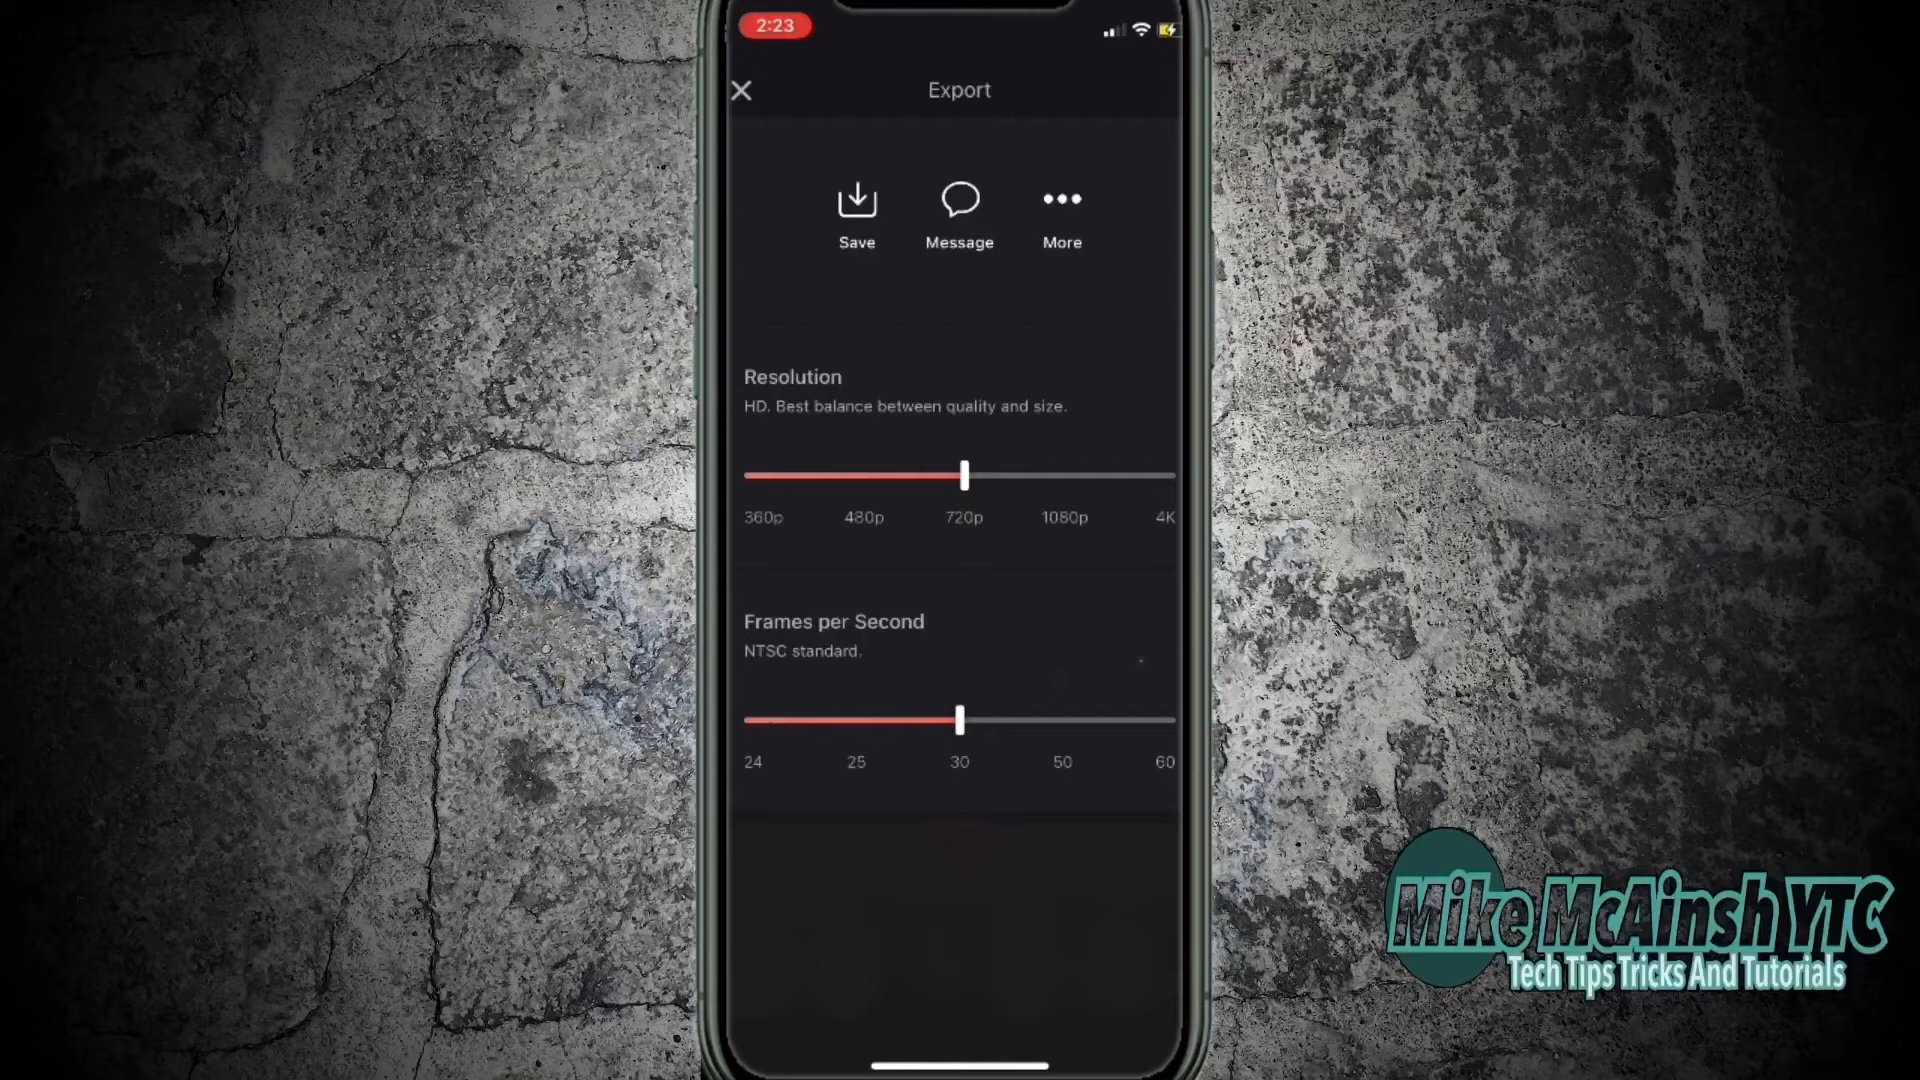 2:23
Export
Save
Message
More
Resolution
HD. Best balance between quality and size.
360p 480p 720p 1080p 4K
Frames per Second
NTSC standard.
24 25 30 50 60
Mike McAinsh YTC
Tech Tips Tricks And Tutorials